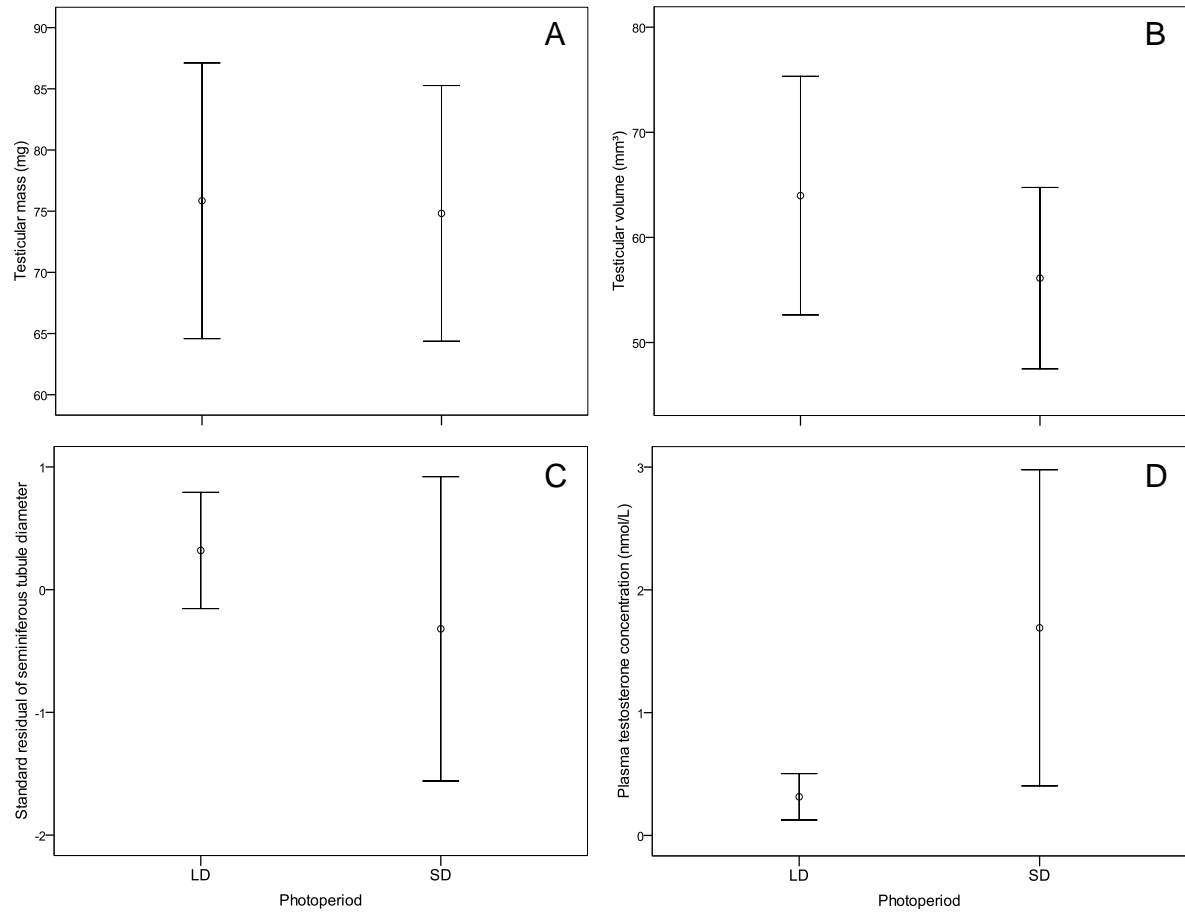 A
Testicular mass (mg)
90
85
80
75
70
65
60
B
Testicular volume (mm³)
80
70
60
50
C
Standard residual of seminiferous tubule diameter
1
0
-1
-2
LD
SD
Photoperiod
D
Plasma testosterone concentration (nmol/L)
3
2
1
0
LD
SD
Photoperiod